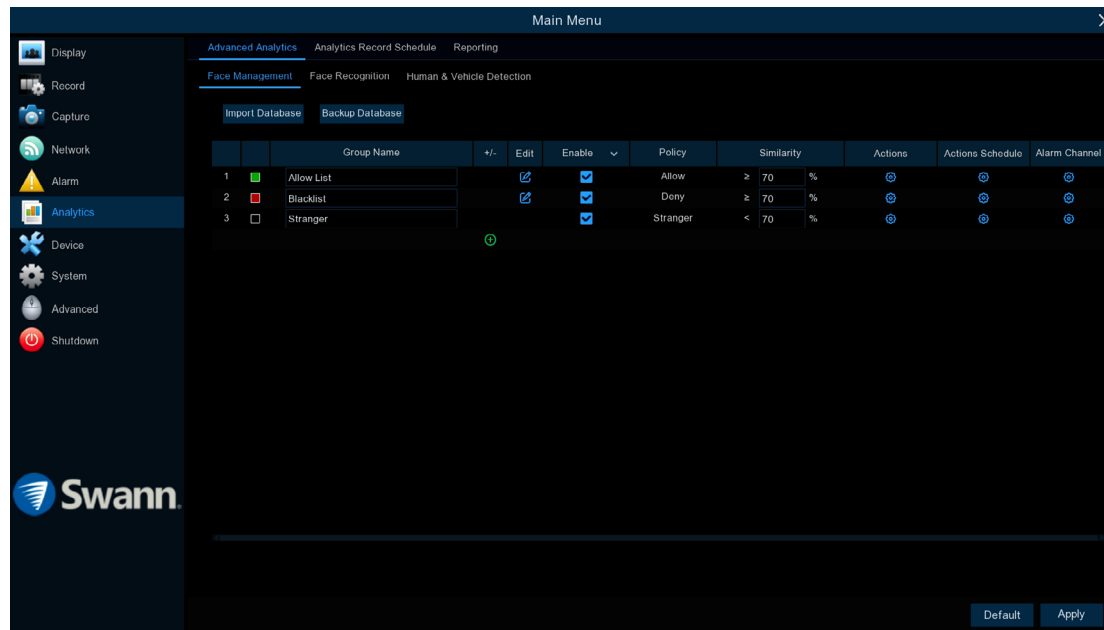 Main Menu
Display
Record
Capture
Network
Alarm
Analytics
Device
System
Advanced
Shutdown
Swann
Advanced Analytics Analytics Record Schedule Reporting
Face Management Face Recognition Human & Vehicle Detection
Import Database Backup Database
Group Name +/- Edit Enable Policy Similarity Actions Actions Schedule Alarm Channel
1 Allow List Allow ≥ 70 %
2 Blacklist Deny ≥ 70 %
3 Stranger Stranger < 70 %
Default Apply